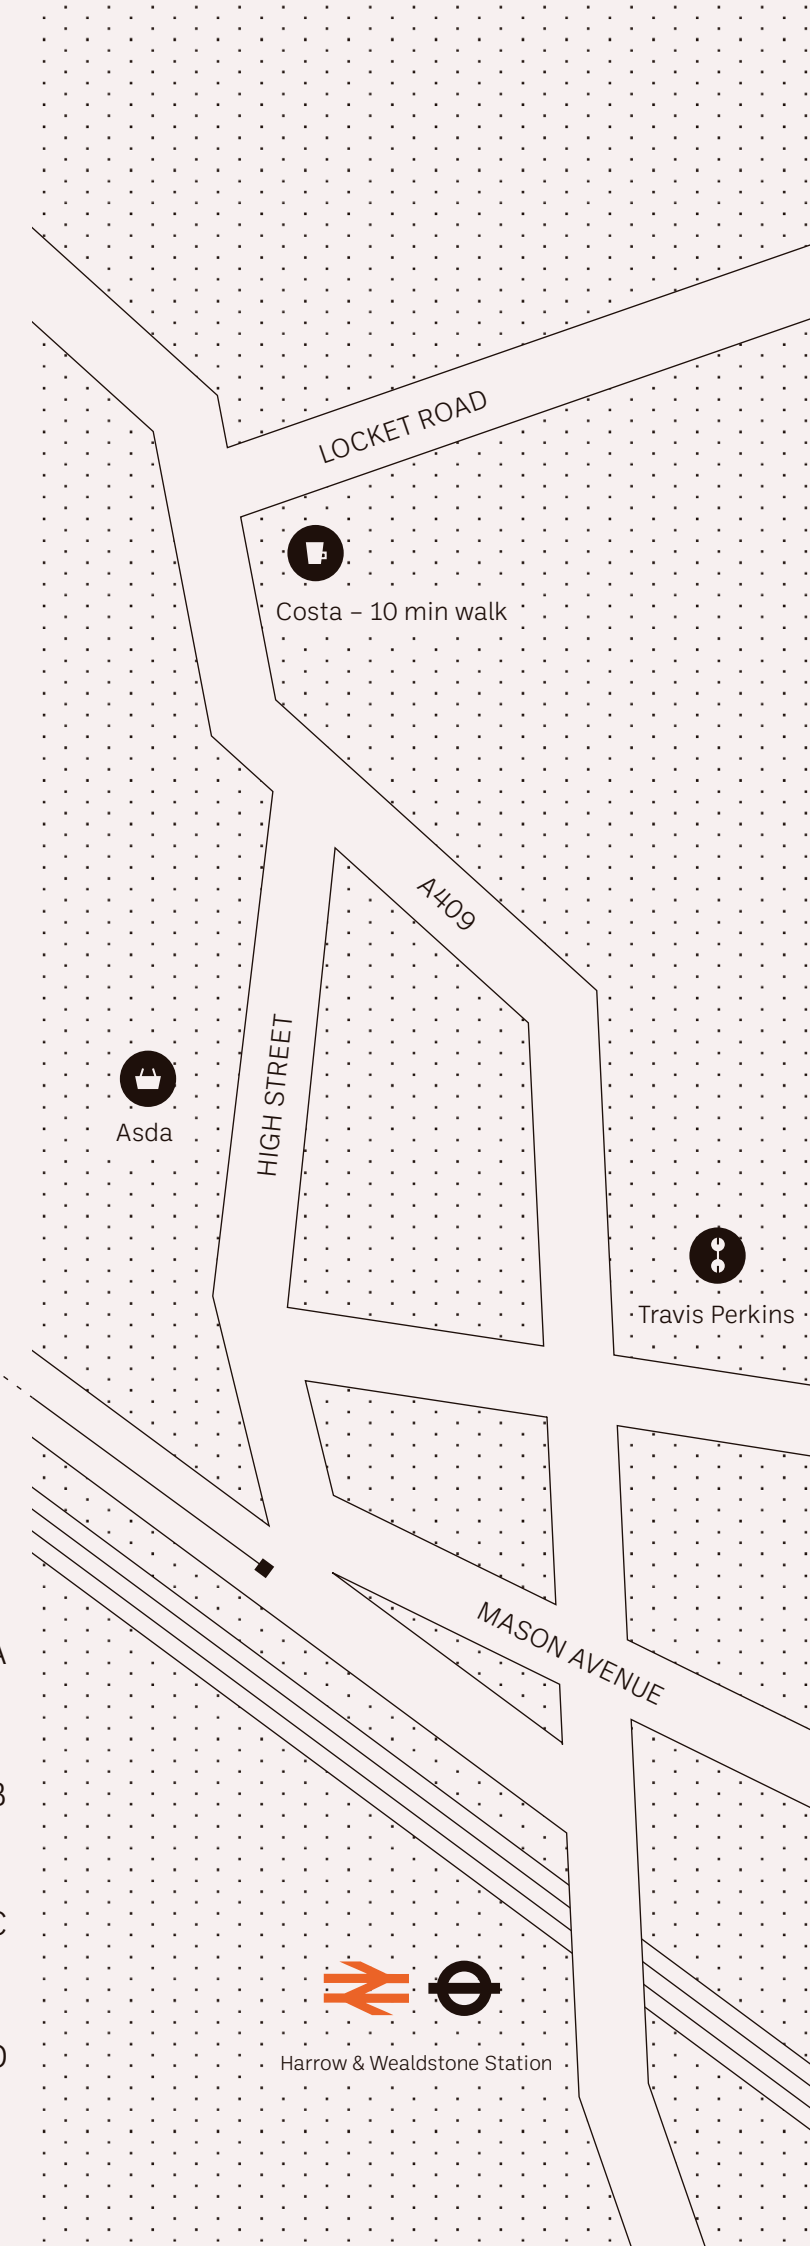 LOCKET ROAD
Costa – 10 min walk
A409
HIGH STREET
Asda
Travis Perkins
MASON AVENUE
A
B
C
D
Harrow & Wealdstone Station